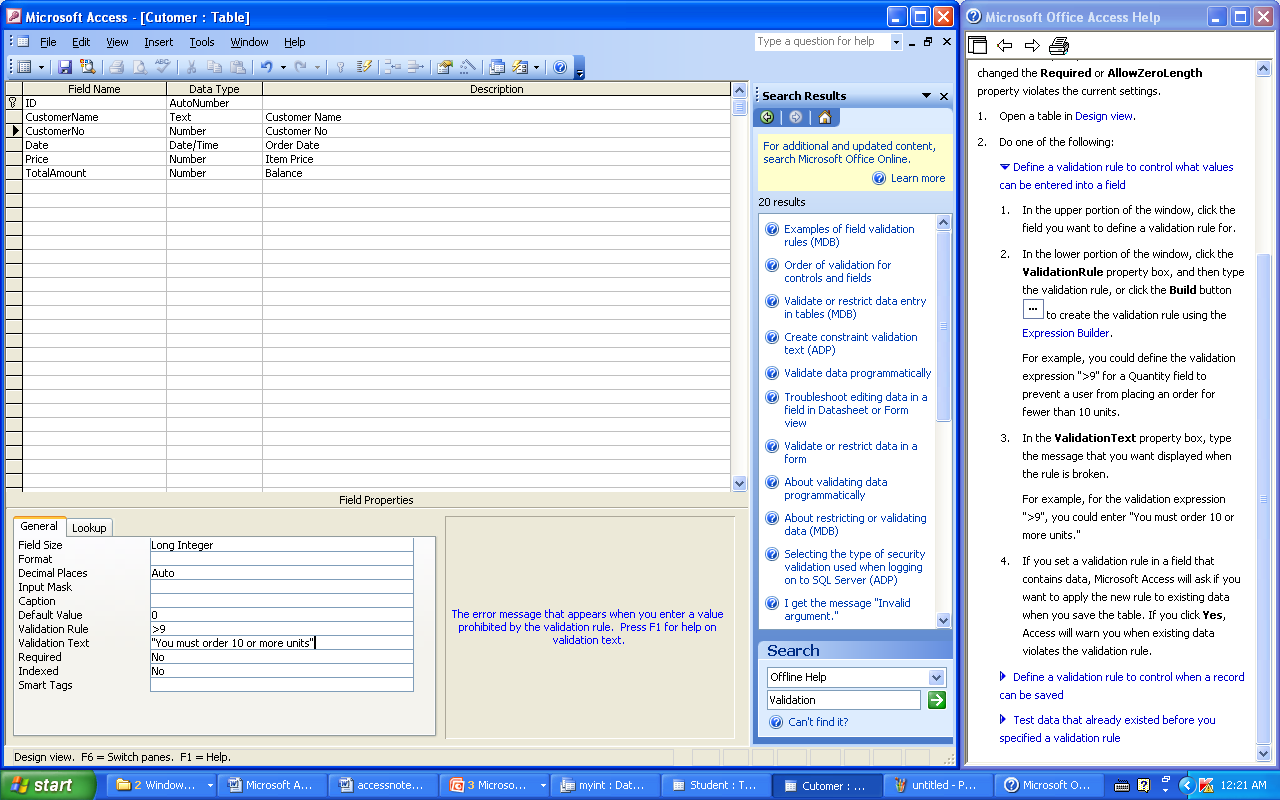 Microsoft Access - [Cutomer : Table]
File Edit View Insert Tools Window Help
Type a question for help
Field Name Data Type Description
ID AutoNumber
CustomerName Text Customer Name
CustomerNo Number Customer No
Date Date/Time Order Date
Price Number Item Price
TotalAmount Number Balance
Field Properties
General Lookup
Field Size Long Integer
Format
Decimal Places Auto
Input Mask
Caption
Default Value 0
Validation Rule >9
Validation Text "You must order 10 or more units"
Required No
Indexed No
Smart Tags
The error message that appears when you enter a value
prohibited by the validation rule. Press F1 for help on
validation text.
Design view. F6 = Switch panes. F1 = Help.
Search Results
For additional and updated content,
search Microsoft Office Online.
Learn more
20 results
Examples of field validation
rules (MDB)
Order of validation for
controls and fields
Validate or restrict data entry
in tables (MDB)
Create constraint validation
text (ADP)
Validate data programmatically
Troubleshoot editing data in a
field in Datasheet or Form
view
Validate or restrict data in a
form
About validating data
programmatically
About restricting or validating
data (MDB)
Selecting the type of security
validation used when logging
on to SQL Server (ADP)
I get the message "Invalid
argument."
Search
Offline Help
Validation
Can't find it?
Microsoft Office Access Help
changed the Required or AllowZeroLength
property violates the current settings.
1. Open a table in Design view.
2. Do one of the following:
Define a validation rule to control what values
can be entered into a field
1. In the upper portion of the window, click the
field you want to define a validation rule for.
2. In the lower portion of the window, click the
ValidationRule property box, and then type
the validation rule, or click the Build button
... to create the validation rule using the
Expression Builder.
For example, you could define the validation
expression ">9" for a Quantity field to
prevent a user from placing an order for
fewer than 10 units.
3. In the ValidationText property box, type
the message that you want displayed when
the rule is broken.
For example, for the validation expression
">9", you could enter "You must order 10 or
more units."
4. If you set a validation rule in a field that
contains data, Microsoft Access will ask if you
want to apply the new rule to existing data
when you save the table. If you click Yes,
Access will warn you when existing data
violates the validation rule.
Define a validation rule to control when a record
can be saved
Test data that already existed before you
specified a validation rule
start 2 Window... Microsoft A... accessnote... 3 Microso... myint : Dat... Student : T... Cutomer : ... untitled - P... Microsoft O... 12:21 AM